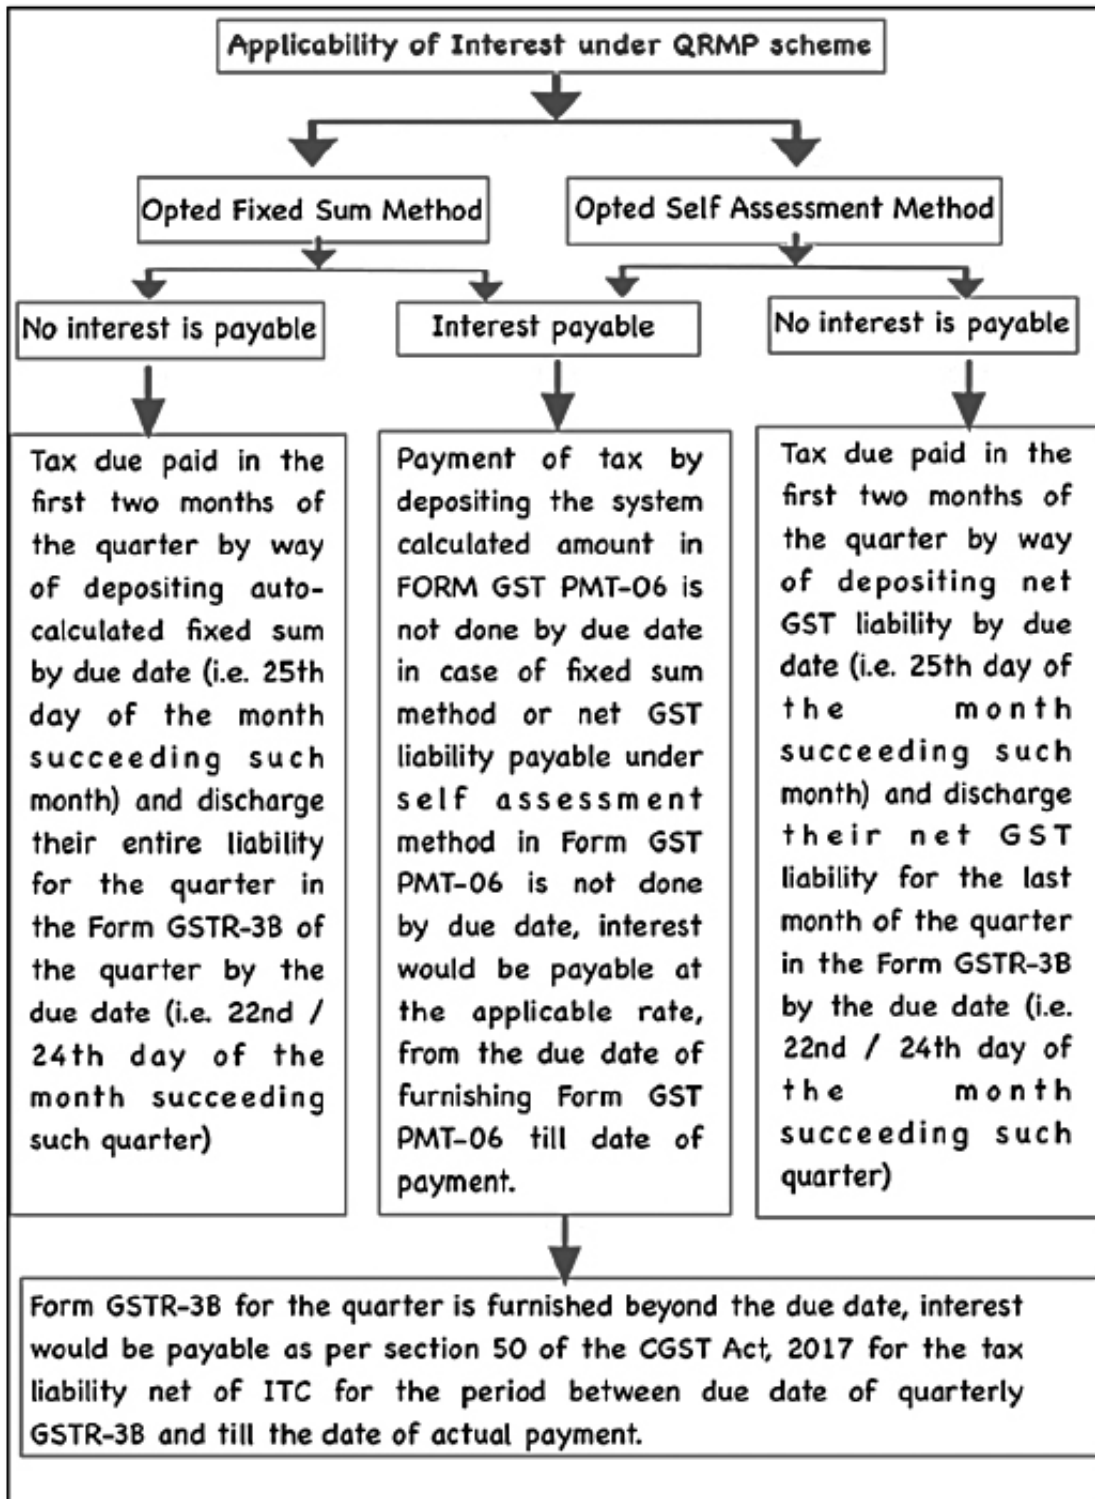 Applicability of Interest under QRMP scheme
Opted Fixed Sum Method
Opted Self Assessment Method
No interest is payable
Interest payable
No interest is payable
Tax due paid in the
first two months of
the quarter by way
of depositing auto-
calculated fixed sum
by due date (i.e. 25th
day of the month
succeeding such
month) and discharge
their entire liability
for the quarter in
the Form GSTR-3B of
the quarter by the
due date (i.e. 22nd /
24th day of the
month succeeding
such quarter)
Payment of tax by
depositing the system
calculated amount in
FORM GST PMT-06 is
not done by due date
in case of fixed sum
method or net GST
liability payable under
self assessment
method in Form GST
PMT-06 is not done
by due date, interest
would be payable at
the applicable rate,
from the due date of
furnishing Form GST
PMT-06 till date of
payment.
Tax due paid in the
first two months of
the quarter by way
of depositing net
GST liability by due
date (i.e. 25th day of
the month
succeeding such
month) and discharge
their net GST
liability for the last
month of the quarter
in the Form GSTR-3B
by the due date (i.e.
22nd / 24th day of
the month
succeeding such
quarter)
Form GSTR-3B for the quarter is furnished beyond the due date, interest
would be payable as per section 50 of the CGST Act, 2017 for the tax
liability net of ITC for the period between due date of quarterly
GSTR-3B and till the date of actual payment.